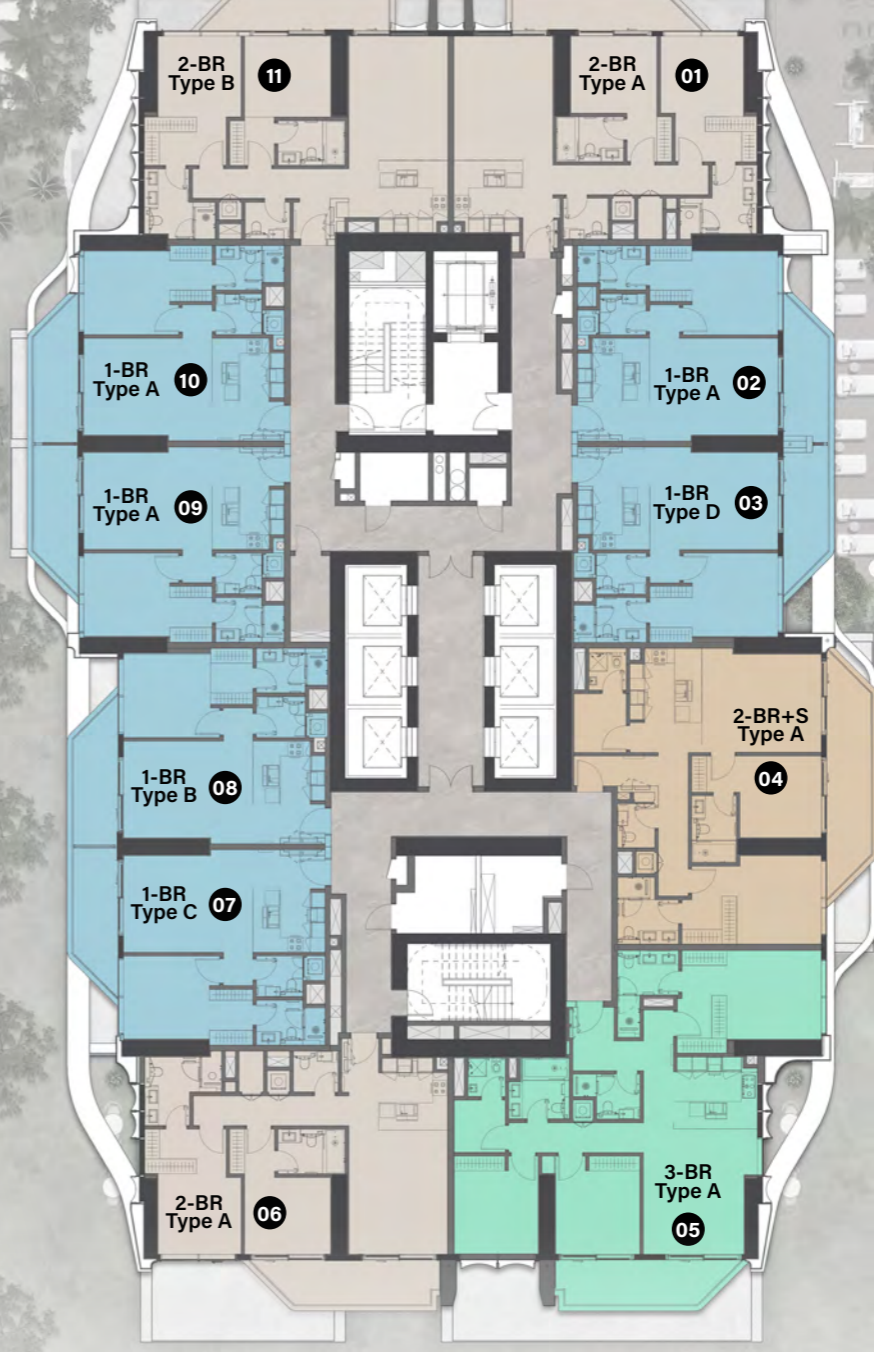 2-BR
Type B
11
2-BR
Type A
01
1-BR
Type A
10
1-BR
Type A
02
1-BR
Type A
09
1-BR
Type D
03
2-BR+S
Type A
04
1-BR
Type B
08
1-BR
Type C
07
3-BR
Type A
05
2-BR
Type A
06